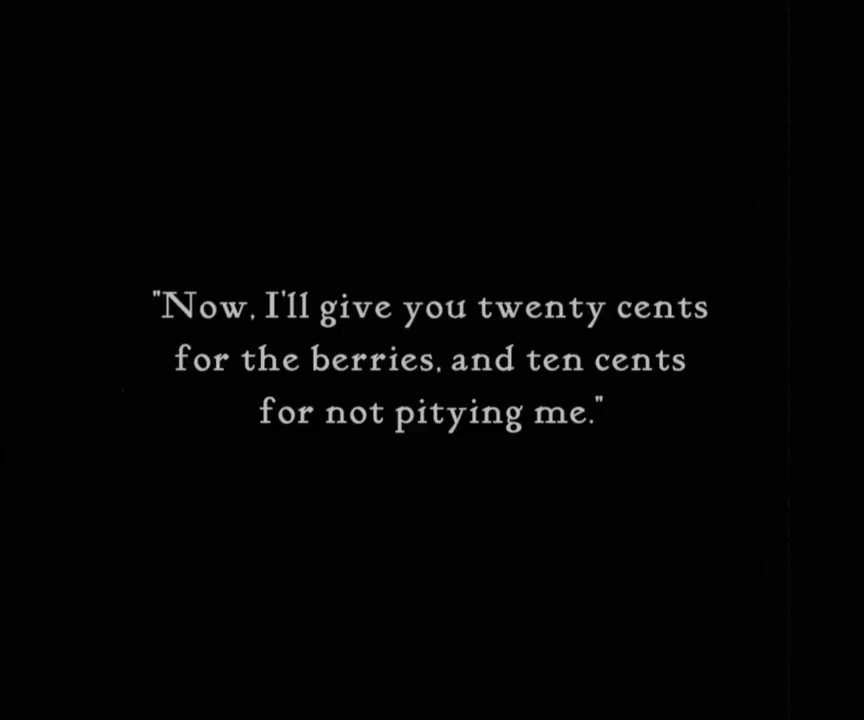 "Now, I'll give you twenty cents
for the berries, and ten cents
for not pitying me."